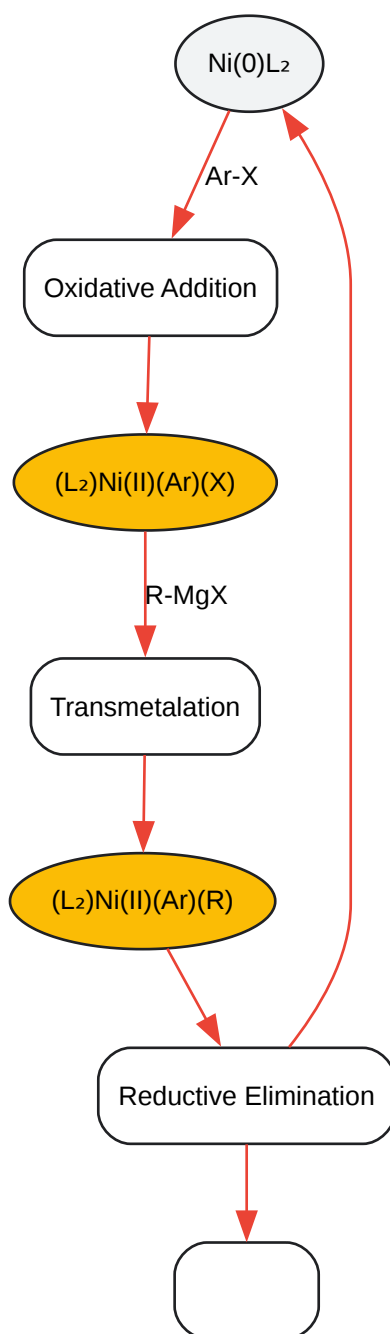 Ni(0)L₂
Ar-X
Oxidative Addition
(L₂)Ni(II)(Ar)(X)
R-MgX
Transmetalation
(L₂)Ni(II)(Ar)(R)
Reductive Elimination